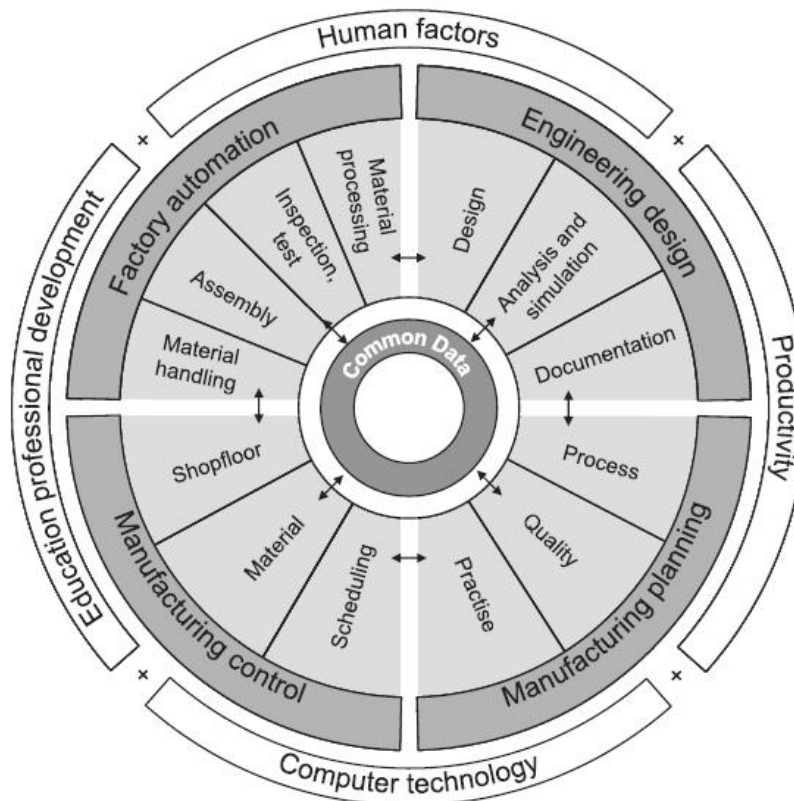 Human factors
Factory automation
Engineering design
Material
processing
Inspection,
test
Assembly
Material
handling
Design
Analysis and
simulation
Documentation
Common Data
Education professional development
Productivity
Shopfloor
Material
Scheduling
Process
Quality
Practise
Manufacturing control
Manufacturing planning
Computer technology
+
+
+
+